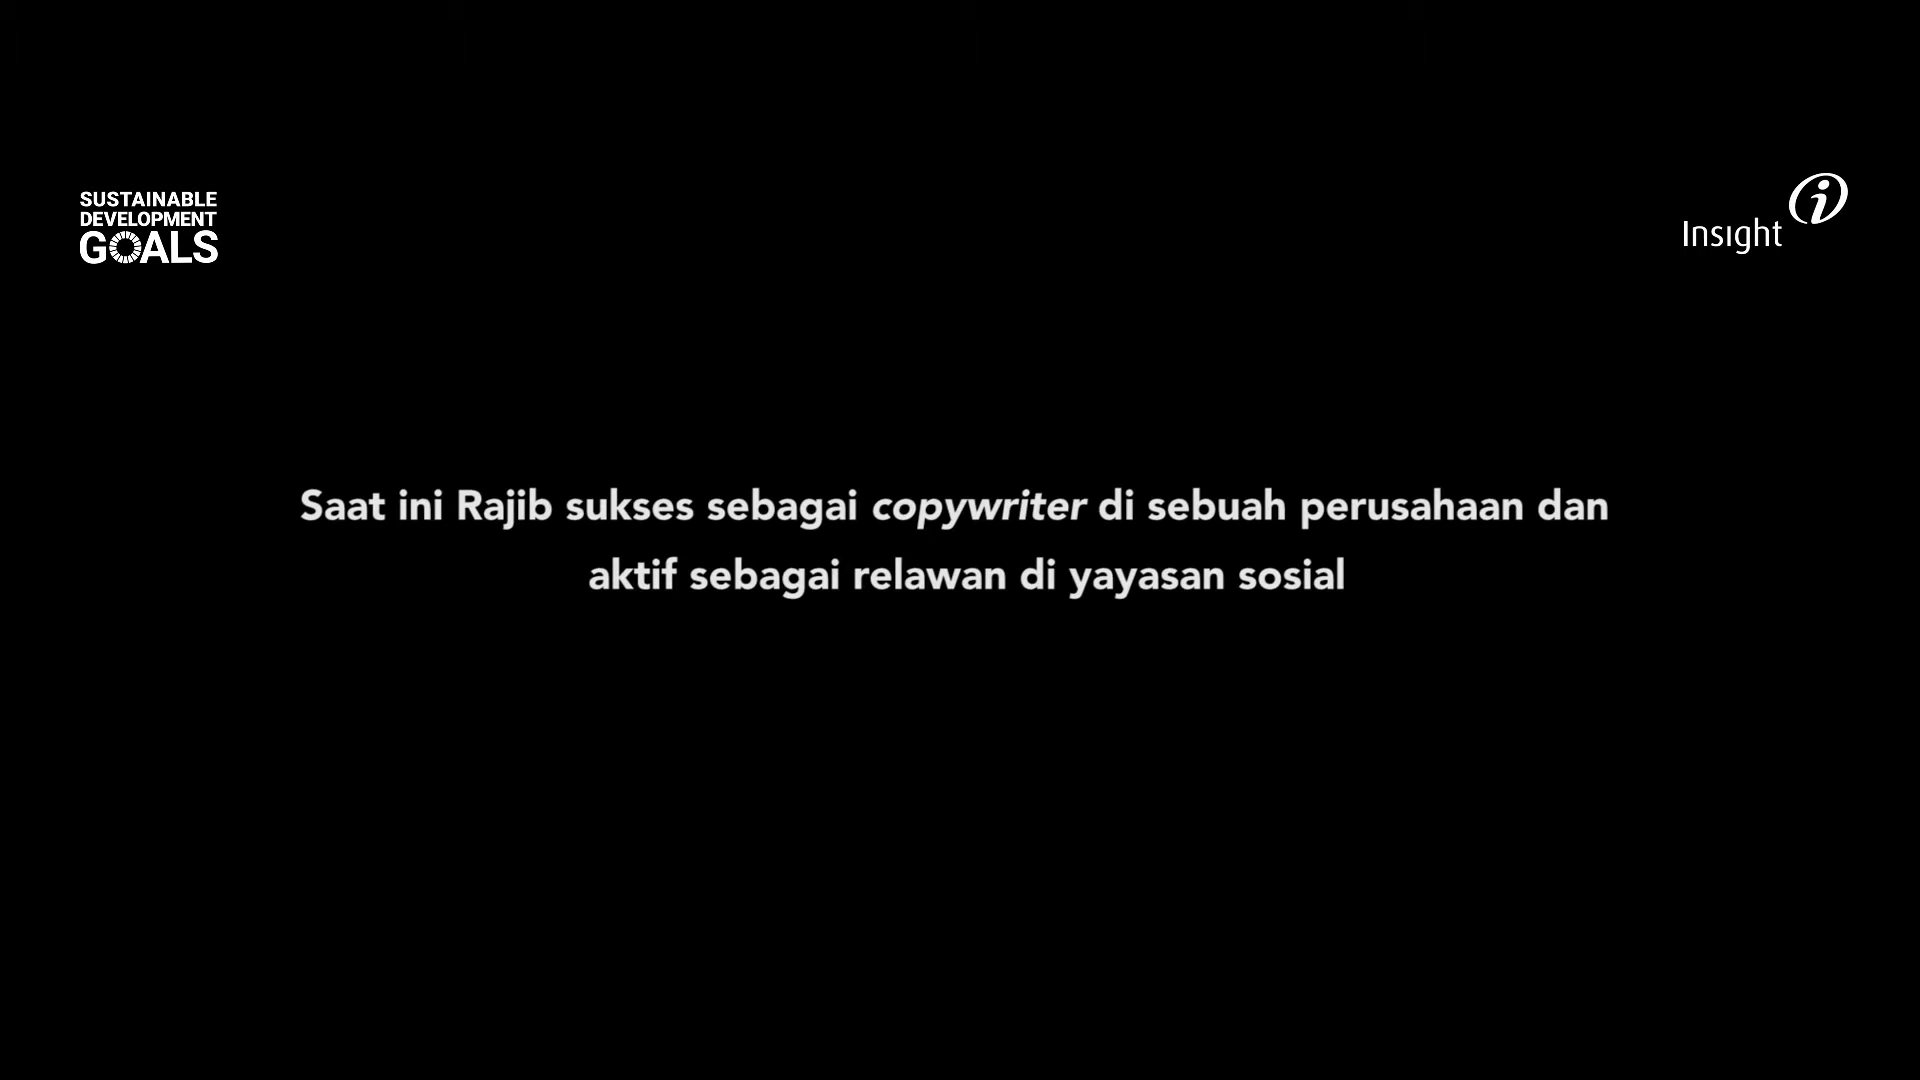 SUSTAINABLE
DEVELOPMENT
GOALS
Insight i
Saat ini Rajib sukses sebagai copywriter di sebuah perusahaan dan
aktif sebagai relawan di yayasan sosial